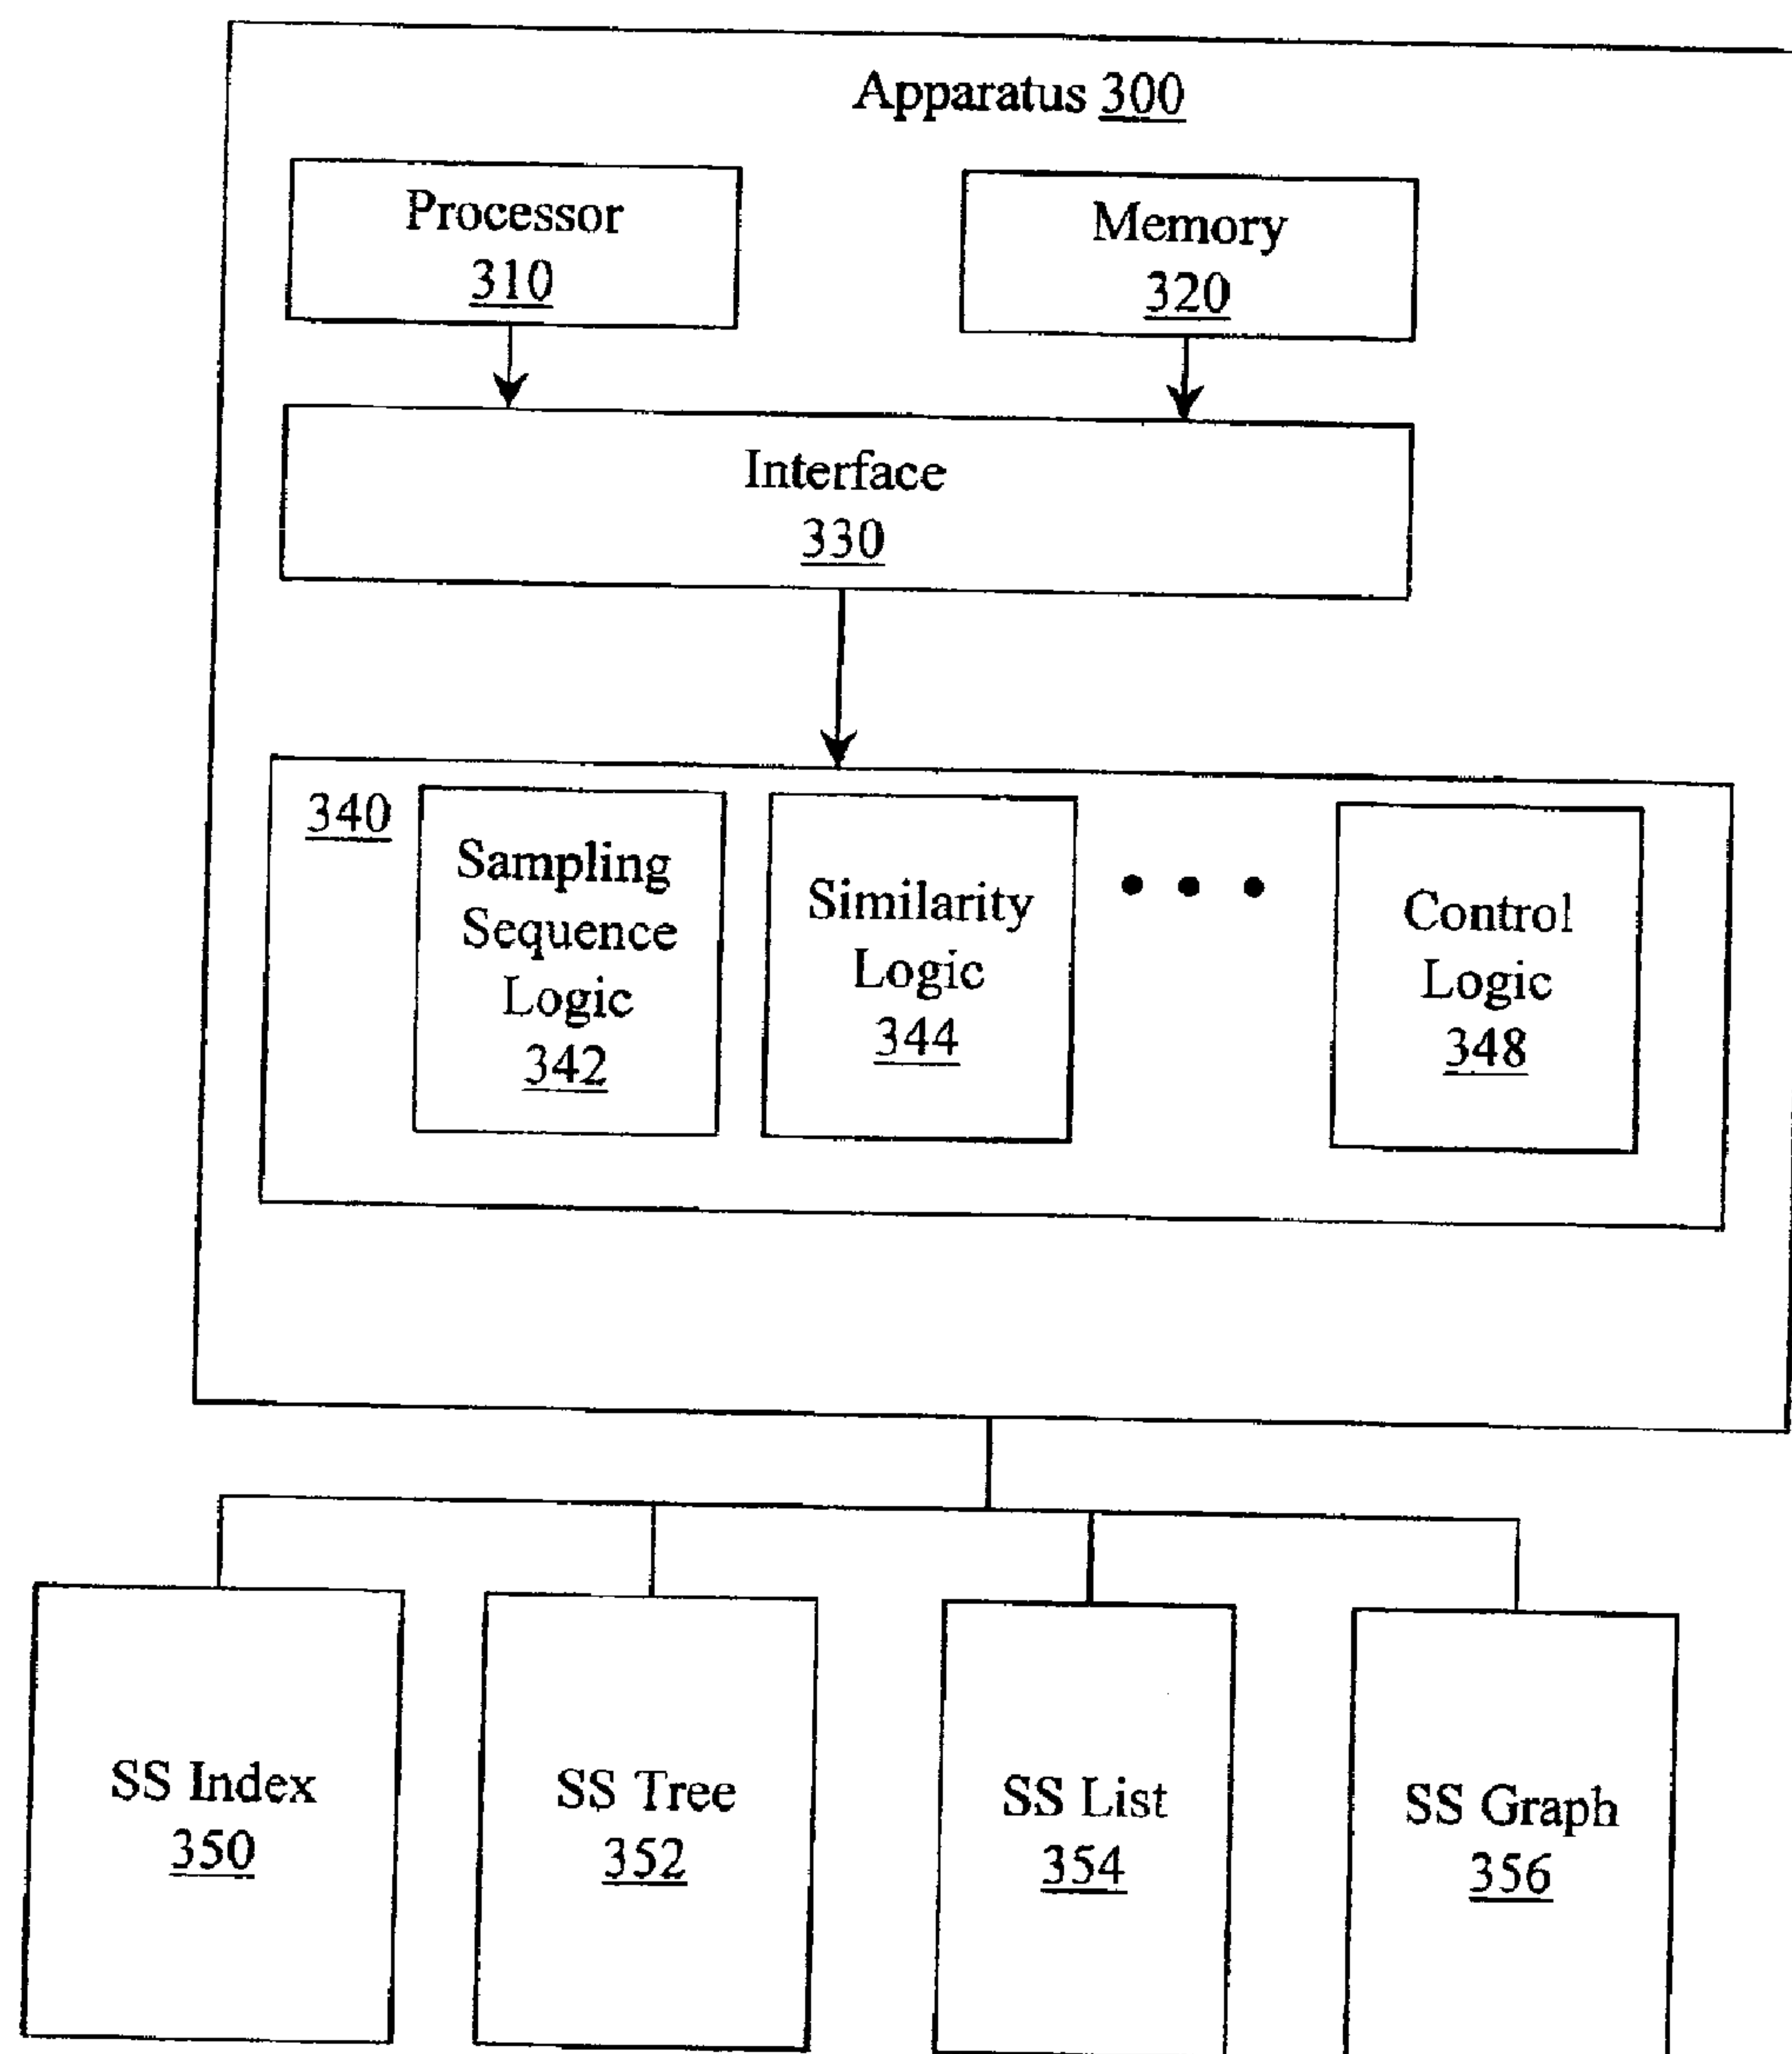 Apparatus 300
Processor
310
Memory
320
Interface
330
340
Sampling
Sequence
Logic
342
Similarity
Logic
344
Control
Logic
348
SS Index
350
SS Tree
352
SS List
354
SS Graph
356